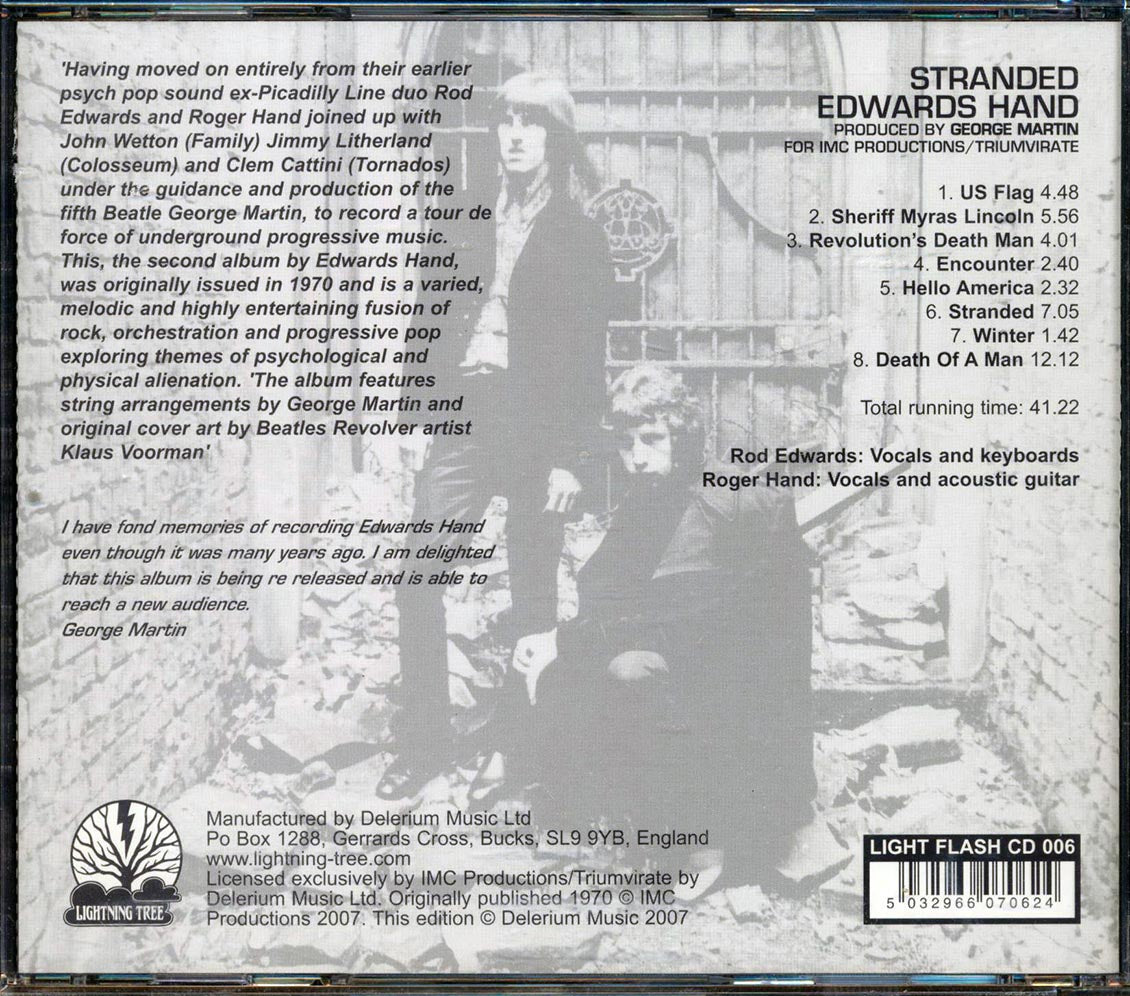 'Having moved on entirely from their earlier
psych pop sound ex-Picadilly Line duo Rod
Edwards and Roger Hand joined up with
John Wetton (Family) Jimmy Litherland
(Colosseum) and Clem Cattini (Tornados)
under the guidance and production of the
fifth Beatle George Martin, to record a tour de
force of underground progressive music.
This, the second album by Edwards Hand,
was originally issued in 1970 and is a varied,
melodic and highly entertaining fusion of
rock, orchestration and progressive pop
exploring themes of psychological and
physical alienation. 'The album features
string arrangements by George Martin and
original cover art by Beatles Revolver artist
Klaus Voorman'
I have fond memories of recording Edwards Hand
even though it was many years ago. I am delighted
that this album is being re released and is able to
reach a new audience.
George Martin
STRANDED
EDWARDS HAND
PRODUCED BY GEORGE MARTIN
FOR IMC PRODUCTIONS/TRIUMVIRATE
1. US Flag 4.48
2. Sheriff Myras Lincoln 5.56
3. Revolution's Death Man 4.01
4. Encounter 2.40
5. Hello America 2.32
6. Stranded 7.05
7. Winter 1.42
8. Death Of A Man 12.12
Total running time: 41.22
Rod Edwards: Vocals and keyboards
Roger Hand: Vocals and acoustic guitar
LIGHTNING TREE
Manufactured by Delerium Music Ltd
Po Box 1288, Gerrards Cross, Bucks, SL9 9YB, England
www.lightning-tree.com
Licensed exclusively by IMC Productions/Triumvirate by
Delerium Music Ltd. Originally published 1970 © IMC
Productions 2007. This edition © Delerium Music 2007
LIGHT FLASH CD 006
5 032966 070624